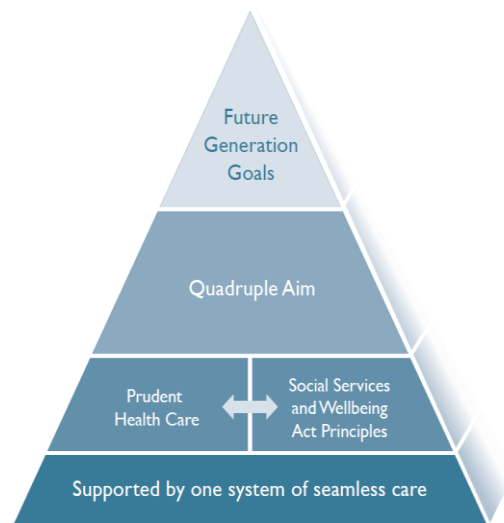 Future
Generation
Goals
Quadruple Aim
Prudent
Health Care
Social Services
and Wellbeing
Act Principles
Supported by one system of seamless care